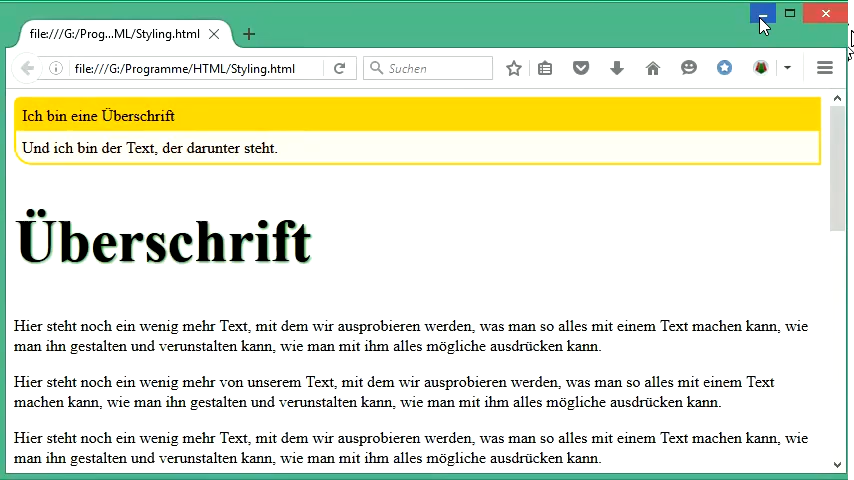 file:///G:/Prog...ML/Styling.html
file:///G:/Programme/HTML/Styling.html
Suchen
Ich bin eine Überschrift
Und ich bin der Text, der darunter steht.
Überschrift
Hier steht noch ein wenig mehr Text, mit dem wir ausprobieren werden, was man so alles mit einem Text machen kann, wie
man ihn gestalten und verunstalten kann, wie man mit ihm alles mögliche ausdrücken kann.
Hier steht noch ein wenig mehr von unserem Text, mit dem wir ausprobieren werden, was man so alles mit einem Text
machen kann, wie man ihn gestalten und verunstalten kann, wie man mit ihm alles mögliche ausdrücken kann.
Hier steht noch ein wenig mehr Text, mit dem wir ausprobieren werden, was man so alles mit einem Text machen kann, wie
man ihn gestalten und verunstalten kann, wie man mit ihm alles mögliche ausdrücken kann.